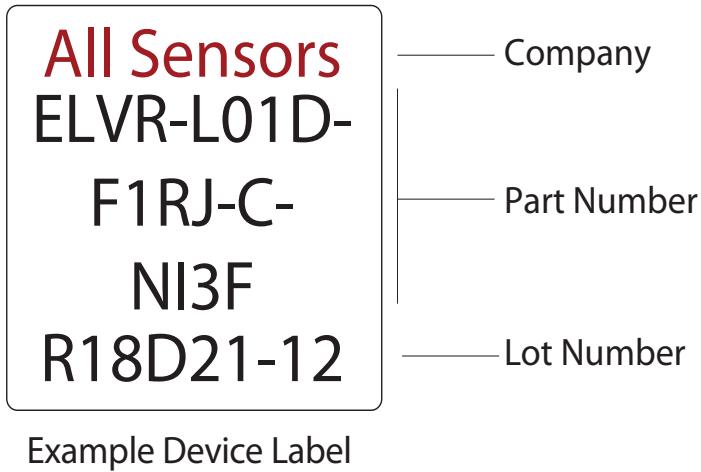 All Sensors
ELVR-L01D-
F1RJ-C-
NI3F
R18D21-12
Company
Part Number
Lot Number
Example Device Label